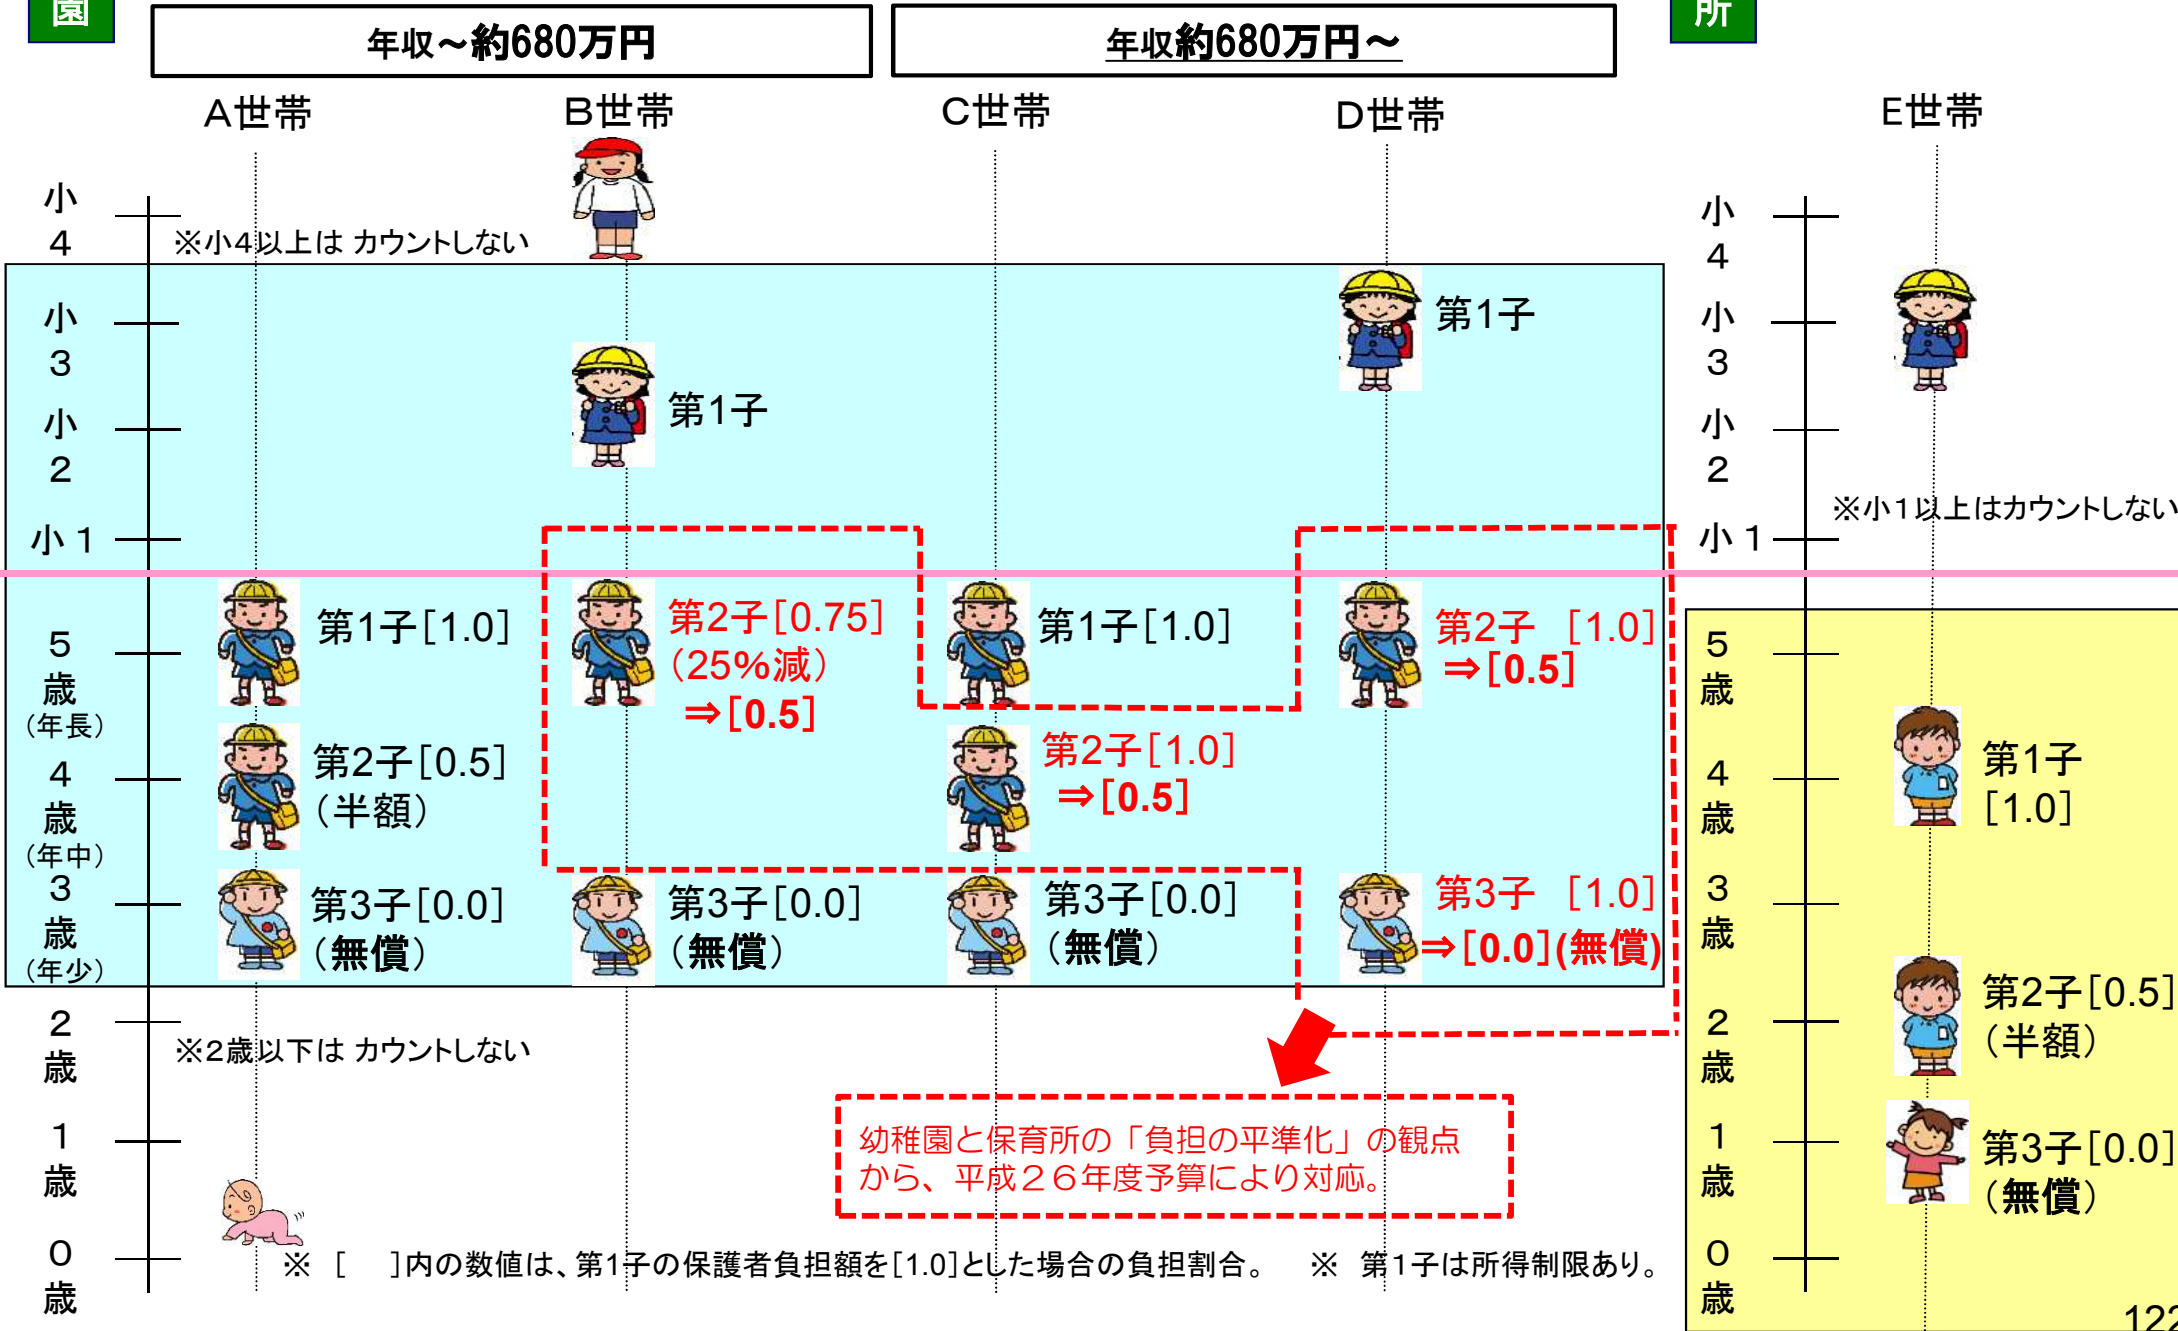 園
所
年収～約680万円
年収約680万円～
A世帯
B世帯
C世帯
D世帯
E世帯
小
4
※小4以上は カウントしない
小
3
小
2
小 1
5
歳
(年長)
4
歳
(年中)
3
歳
(年少)
2
歳
※2歳以下は カウントしない
1
歳
0
歳
第1子[1.0]
第2子[0.5]
(半額)
第3子[0.0]
(無償)
第1子
第2子[0.75]
(25%減)
⇒[0.5]
第3子[0.0]
(無償)
第1子[1.0]
第2子[1.0]
⇒[0.5]
第3子[0.0]
(無償)
第1子
第2子 [1.0]
⇒[0.5]
第3子 [1.0]
⇒[0.0](無償)
幼稚園と保育所の「負担の平準化」の観点
から、平成26年度予算により対応。
※ [ ]内の数値は、第1子の保護者負担額を[1.0]とした場合の負担割合。 ※ 第1子は所得制限あり。
小
4
小
3
小
2
※小1以上はカウントしない
小 1
5
歳
4
歳
3
歳
2
歳
1
歳
0
歳
第1子
[1.0]
第2子[0.5]
(半額)
第3子[0.0]
(無償)
122